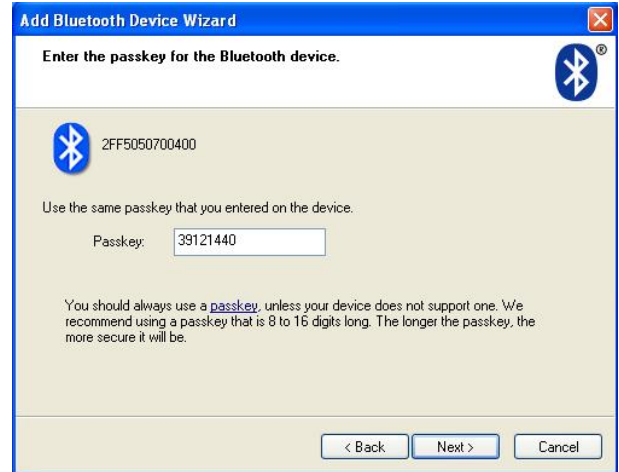 Add Bluetooth Device Wizard
Enter the passkey for the Bluetooth device.
®
2FF5050700400
Use the same passkey that you entered on the device.
Passkey: 39121440
You should always use a passkey, unless your device does not support one. We
recommend using a passkey that is 8 to 16 digits long. The longer the passkey, the
more secure it will be.
< Back Next > Cancel